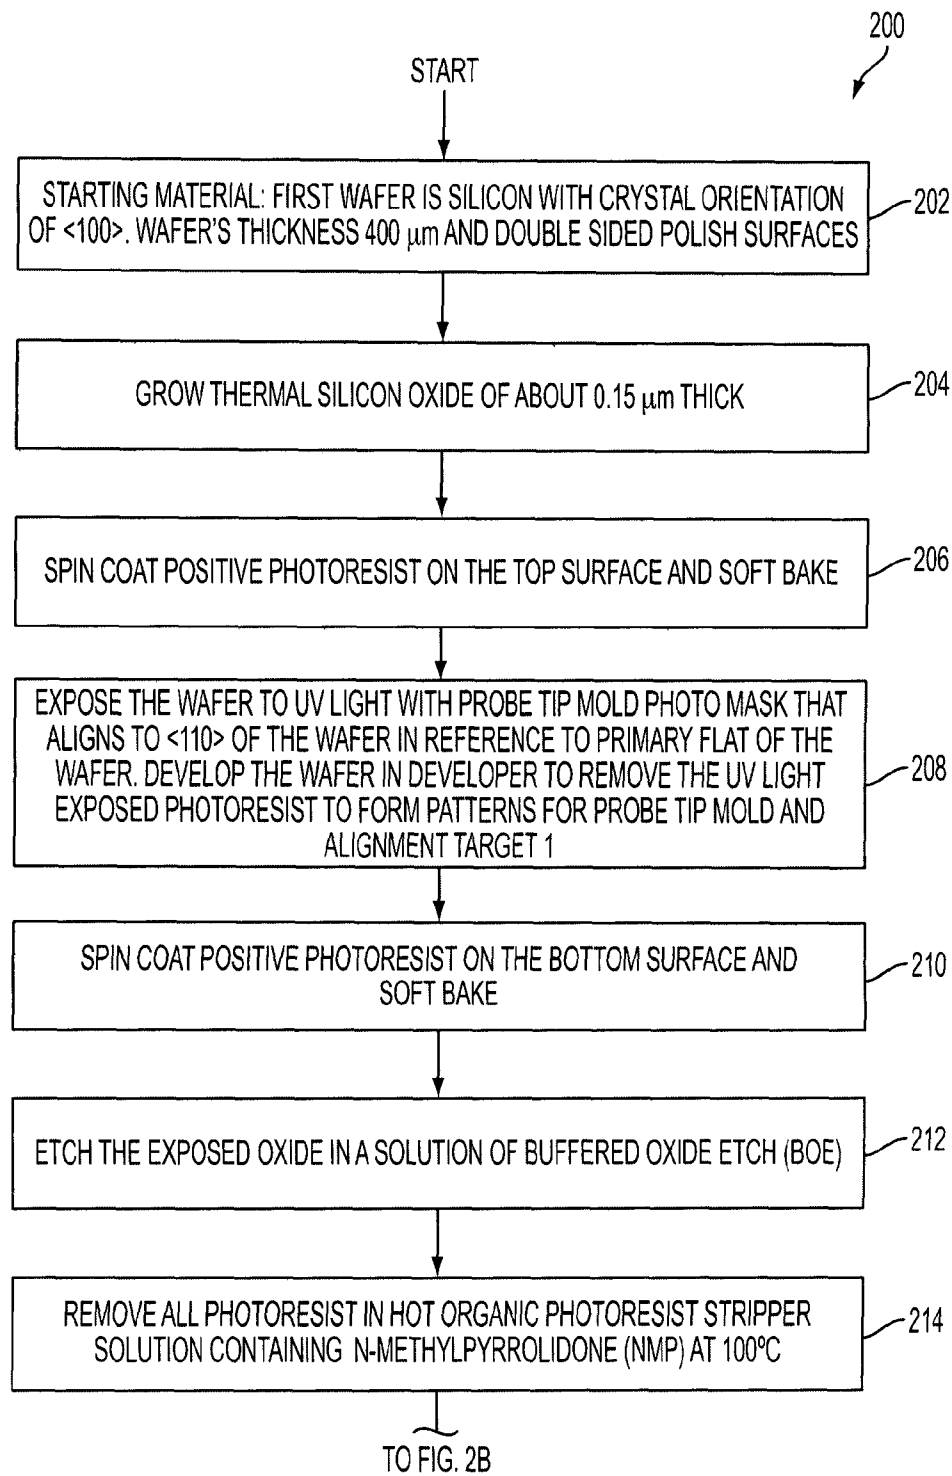 200
START
STARTING MATERIAL: FIRST WAFER IS SILICON WITH CRYSTAL ORIENTATION
OF <100>. WAFER'S THICKNESS 400 μm AND DOUBLE SIDED POLISH SURFACES
202
GROW THERMAL SILICON OXIDE OF ABOUT 0.15 μm THICK
204
SPIN COAT POSITIVE PHOTORESIST ON THE TOP SURFACE AND SOFT BAKE
206
EXPOSE THE WAFER TO UV LIGHT WITH PROBE TIP MOLD PHOTO MASK THAT
ALIGNS TO <110> OF THE WAFER IN REFERENCE TO PRIMARY FLAT OF THE
WAFER. DEVELOP THE WAFER IN DEVELOPER TO REMOVE THE UV LIGHT
EXPOSED PHOTORESIST TO FORM PATTERNS FOR PROBE TIP MOLD AND
ALIGNMENT TARGET 1
208
SPIN COAT POSITIVE PHOTORESIST ON THE BOTTOM SURFACE AND
SOFT BAKE
210
ETCH THE EXPOSED OXIDE IN A SOLUTION OF BUFFERED OXIDE ETCH (BOE)
212
REMOVE ALL PHOTORESIST IN HOT ORGANIC PHOTORESIST STRIPPER
SOLUTION CONTAINING N-METHYLPYRROLIDONE (NMP) AT 100ºC
214
TO FIG. 2B